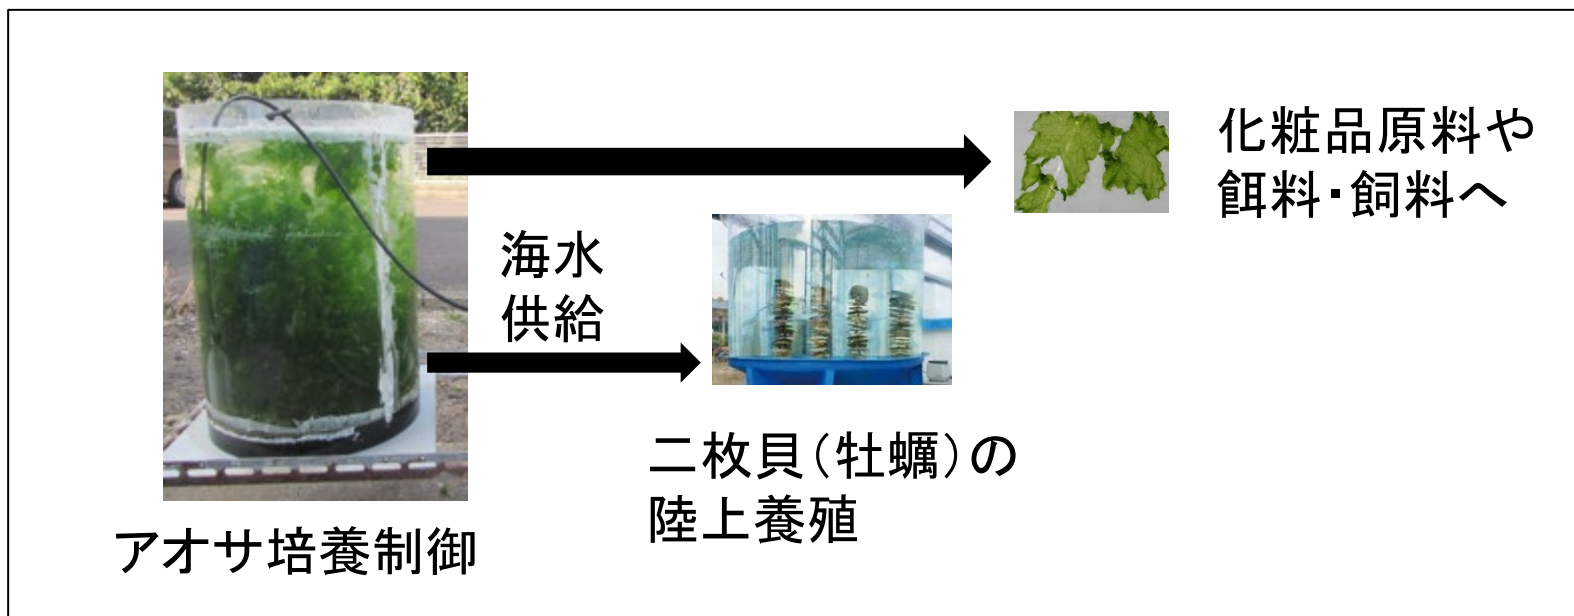 化粧品原料や
餌料・飼料へ
海水
供給
二枚貝(牡蠣)の
陸上養殖
アオサ培養制御